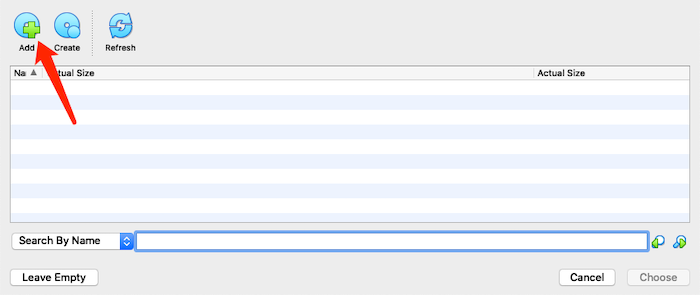 Add Create Refresh
Na ctual Size Actual Size
Search By Name
Leave Empty Cancel Choose